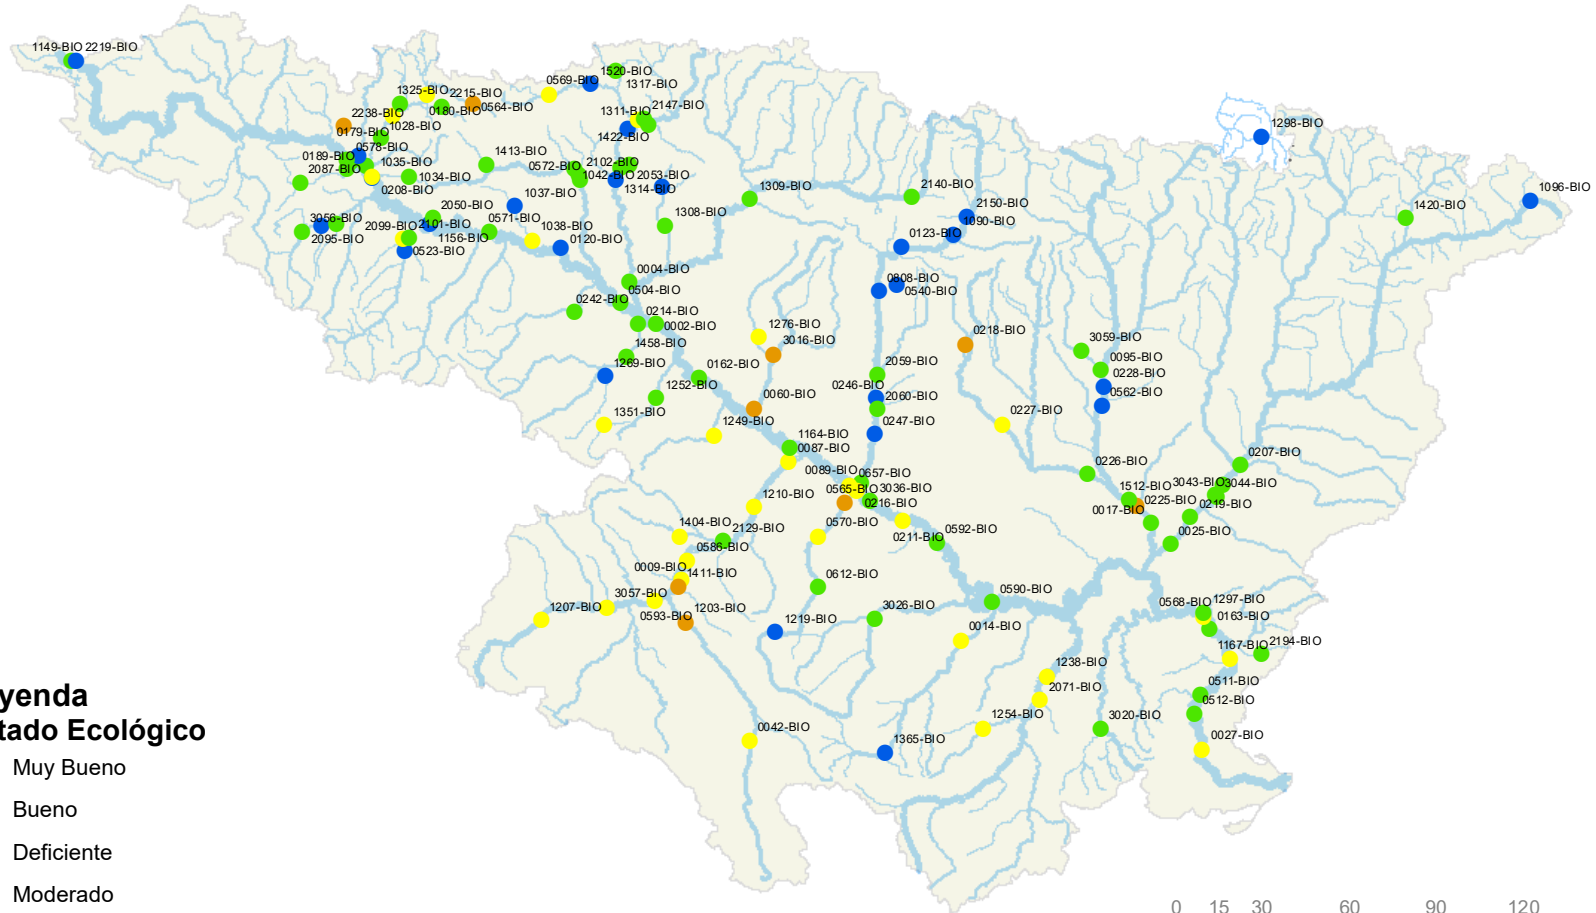 1149-BIO 2219-BIO
1520-BIO
0569-BIO
1317-BIO
1325-BIO 2215-BIO
0180-BIO 0564-BIO
1311-BIO 2147-BIO
2238-BIO
1028-BIO
0179-BIO
1422-BIO
1298-BIO
0578-BIO
0189-BIO 1035-BIO
1413-BIO
2102-BIO
0572-BIO
2087-BIO
1034-BIO
1042-BIO 2053-BIO
0208-BIO
1037-BIO
1314-BIO
1309-BIO
2140-BIO
1096-BIO
2050-BIO
2150-BIO
1420-BIO
3056-BIO
2099-BIO 2101-BIO
0571-BIO
1038-BIO
1308-BIO
1090-BIO
2095-BIO
1156-BIO
0120-BIO
0123-BIO
0523-BIO
0004-BIO
0808-BIO
0504-BIO
0540-BIO
0242-BIO
0214-BIO
0002-BIO
1276-BIO
0218-BIO
1458-BIO
3016-BIO
3059-BIO
1269-BIO
0162-BIO
2059-BIO
0095-BIO
0228-BIO
1252-BIO
0246-BIO
2060-BIO
0562-BIO
1351-BIO
0060-BIO
1249-BIO
0247-BIO
0227-BIO
1164-BIO
0087-BIO
0089-BIO 0657-BIO
0226-BIO
0207-BIO
0565-BIO 3036-BIO
1512-BIO
3043-BIO 3044-BIO
1210-BIO
0216-BIO
0225-BIO
0017-BIO
0219-BIO
1404-BIO
2129-BIO
0570-BIO
0211-BIO
0592-BIO
0025-BIO
0586-BIO
0009-BIO
1411-BIO
0612-BIO
3057-BIO
1207-BIO
0593-BIO
1203-BIO
1219-BIO
3026-BIO
0590-BIO
0568-BIO 1297-BIO
0163-BIO
0014-BIO
1167-BIO 2194-BIO
1238-BIO
2071-BIO
0511-BIO
0512-BIO
1254-BIO
3020-BIO
0042-BIO
1365-BIO
0027-BIO
yenda
tado Ecológico
Muy Bueno
Bueno
Deficiente
Moderado
0 15 30 60 90 120